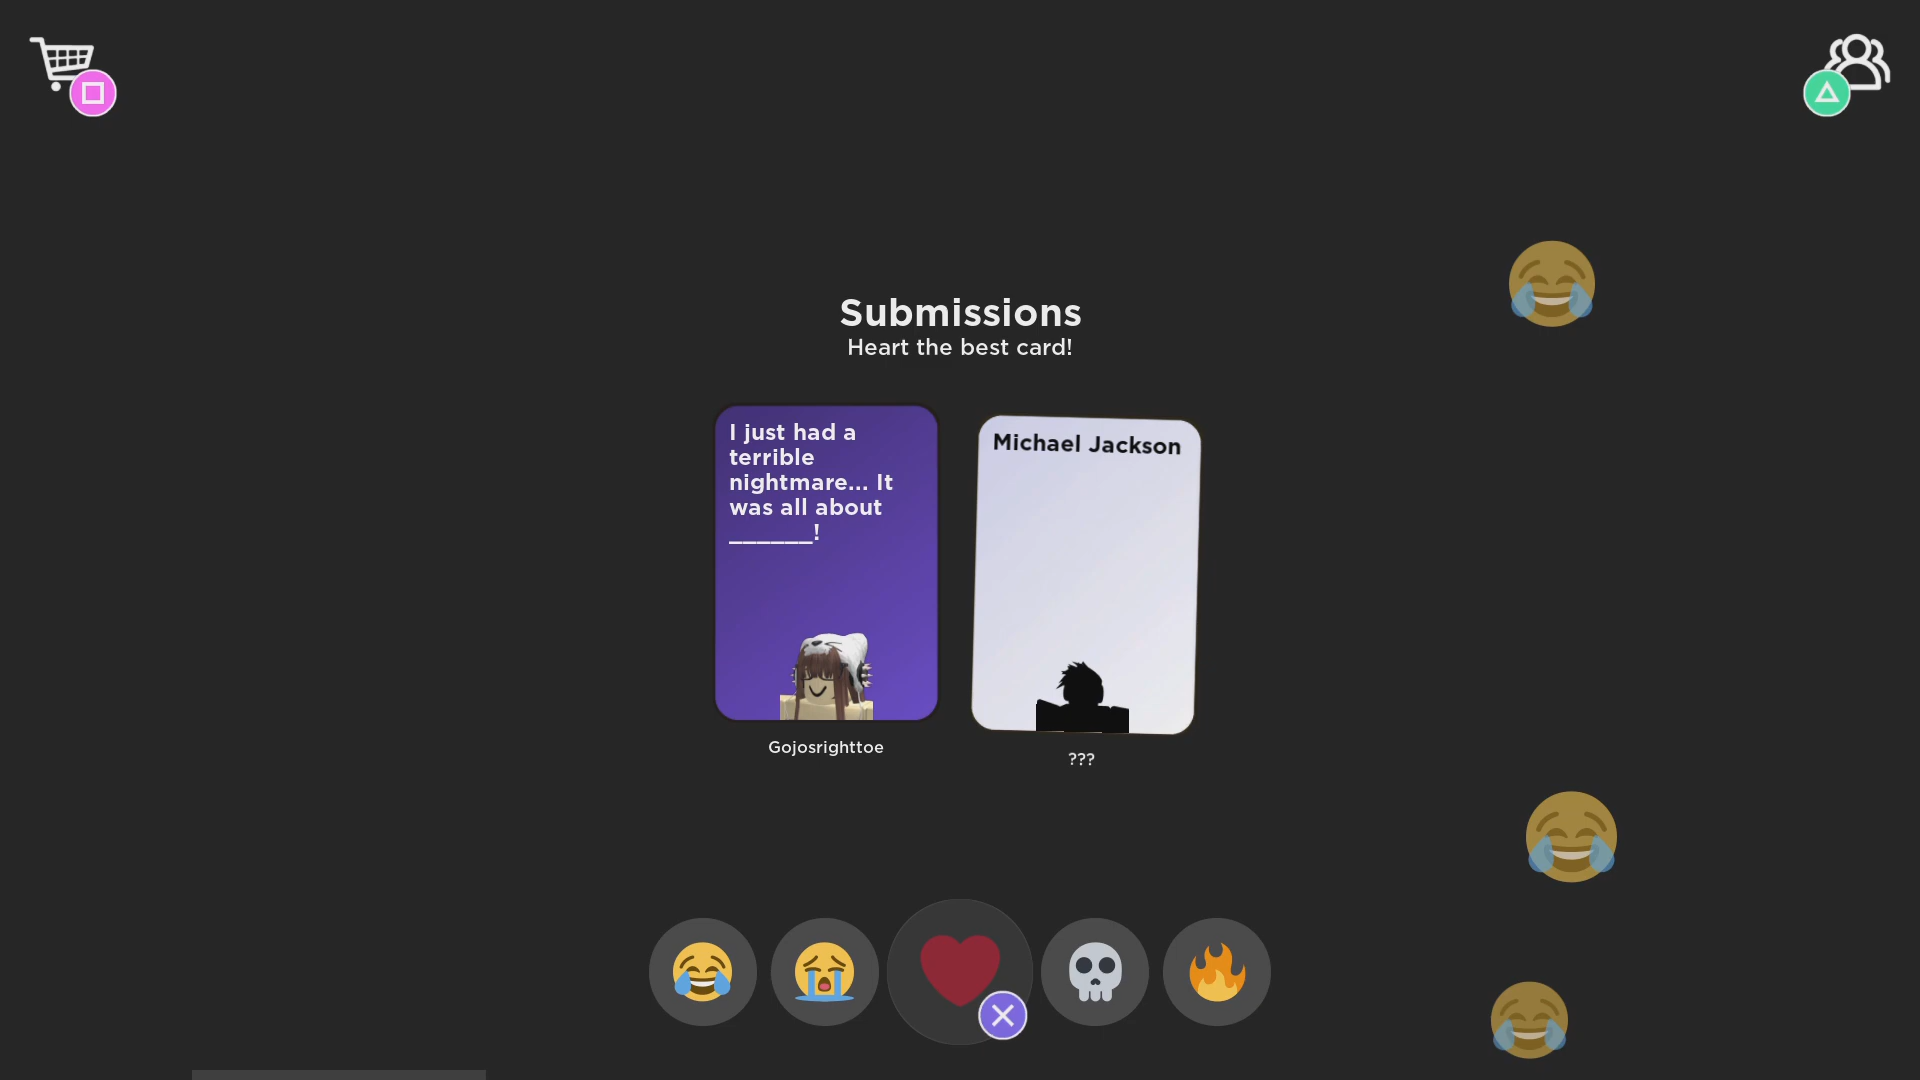 Submissions
Heart the best card!
I just had a
terrible
nightmare... It
was all about
______!
Gojosrighttoe
Michael Jackson
???